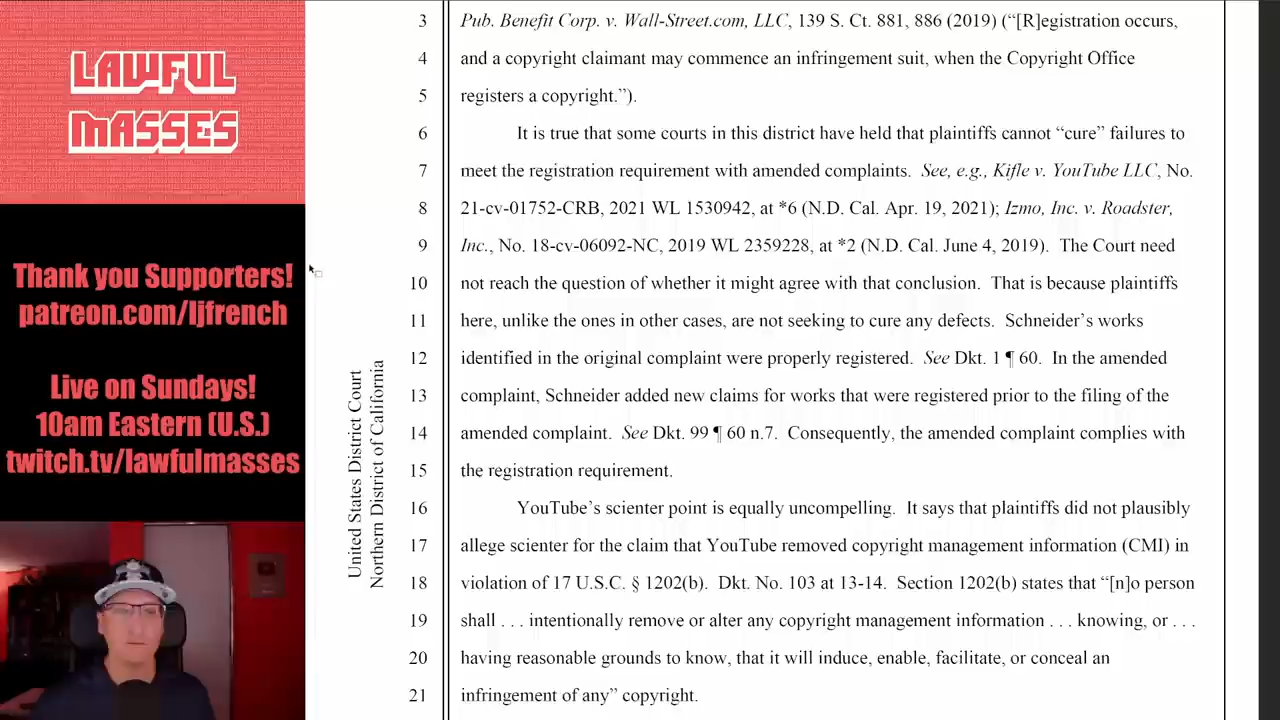 LAWFUL
MASSES
Thank you Supporters!
patreon.com/ljfrench
Live on Sundays!
10am Eastern (U.S.)
twitch.tv/lawfulmasses
United States District Court
Northern District of California
3 Pub. Benefit Corp. v. Wall-Street.com, LLC, 139 S. Ct. 881, 886 (2019) (“[R]egistration occurs,
4 and a copyright claimant may commence an infringement suit, when the Copyright Office
5 registers a copyright.”).
6 It is true that some courts in this district have held that plaintiffs cannot “cure” failures to
7 meet the registration requirement with amended complaints. See, e.g., Kifle v. YouTube LLC, No.
8 21-cv-01752-CRB, 2021 WL 1530942, at *6 (N.D. Cal. Apr. 19, 2021); Izmo, Inc. v. Roadster,
9 Inc., No. 18-cv-06092-NC, 2019 WL 2359228, at *2 (N.D. Cal. June 4, 2019). The Court need
10 not reach the question of whether it might agree with that conclusion. That is because plaintiffs
11 here, unlike the ones in other cases, are not seeking to cure any defects. Schneider’s works
12 identified in the original complaint were properly registered. See Dkt. 1 ¶ 60. In the amended
13 complaint, Schneider added new claims for works that were registered prior to the filing of the
14 amended complaint. See Dkt. 99 ¶ 60 n.7. Consequently, the amended complaint complies with
15 the registration requirement.
16 YouTube’s scienter point is equally uncompelling. It says that plaintiffs did not plausibly
17 allege scienter for the claim that YouTube removed copyright management information (CMI) in
18 violation of 17 U.S.C. § 1202(b). Dkt. No. 103 at 13-14. Section 1202(b) states that “[n]o person
19 shall . . . intentionally remove or alter any copyright management information . . . knowing, or . . .
20 having reasonable grounds to know, that it will induce, enable, facilitate, or conceal an
21 infringement of any” copyright.